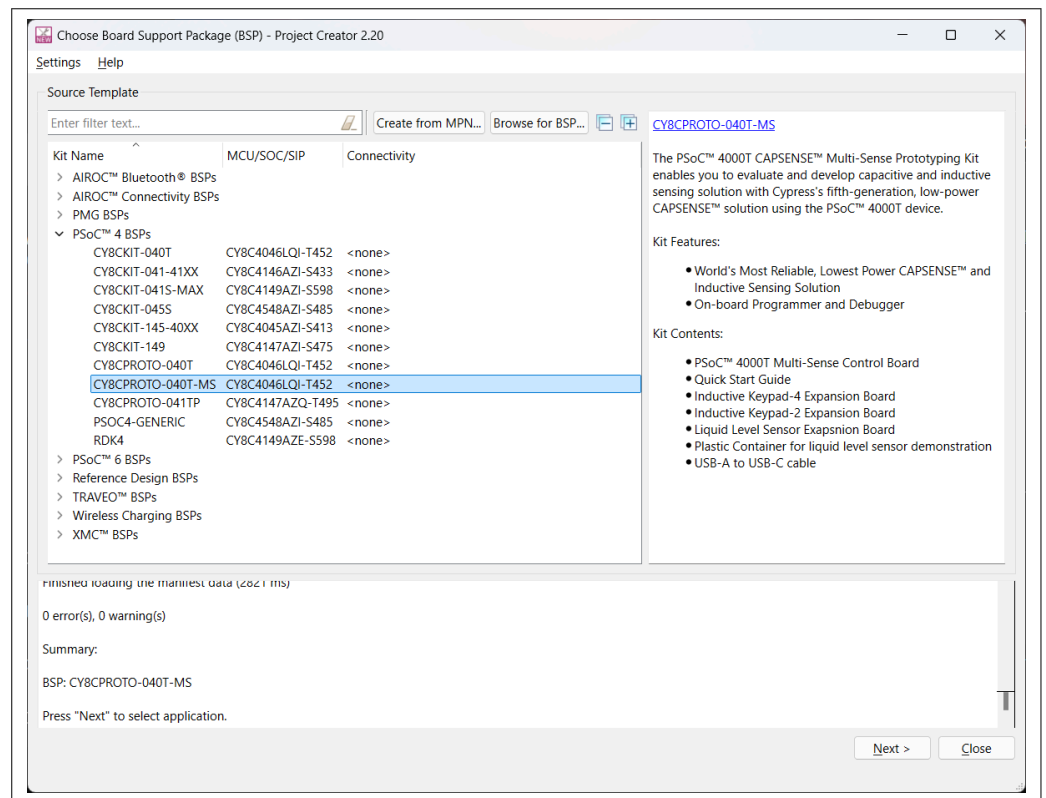 Choose Board Support Package (BSP) - Project Creator 2.20
Settings Help
Source Template
Enter filter text...
Create from MPN... Browse for BSP...
Kit Name MCU/SOC/SIP Connectivity
AIROC™ Bluetooth® BSPs
AIROC™ Connectivity BSPs
PMG BSPs
PSoC™ 4 BSPs
CY8CKIT-040T CY8C4046LQI-T452 <none>
CY8CKIT-041-41XX CY8C4146AZI-S433 <none>
CY8CKIT-041S-MAX CY8C4149AZI-S598 <none>
CY8CKIT-045S CY8C4548AZI-S485 <none>
CY8CKIT-145-40XX CY8C4045AZI-S413 <none>
CY8CKIT-149 CY8C4147AZI-S475 <none>
CY8CPROTO-040T CY8C4046LQI-T452 <none>
CY8CPROTO-040T-MS CY8C4046LQI-T452 <none>
CY8CPROTO-041TP CY8C4147AZQ-T495 <none>
PSOC4-GENERIC CY8C4548AZI-S485 <none>
RDK4 CY8C4149AZE-S598 <none>
PSoC™ 6 BSPs
Reference Design BSPs
TRAVEO™ BSPs
Wireless Charging BSPs
XMC™ BSPs
CY8CPROTO-040T-MS
The PSoC™ 4000T CAPSENSE™ Multi-Sense Prototyping Kit
enables you to evaluate and develop capacitive and inductive
sensing solution with Cypress's fifth-generation, low-power
CAPSENSE™ solution using the PSoC™ 4000T device.
Kit Features:
●World's Most Reliable, Lowest Power CAPSENSE™ and
Inductive Sensing Solution
●On-board Programmer and Debugger
Kit Contents:
●PSoC™ 4000T Multi-Sense Control Board
●Quick Start Guide
●Inductive Keypad-4 Expansion Board
●Inductive Keypad-2 Expansion Board
●Liquid Level Sensor Exapsnion Board
●Plastic Container for liquid level sensor demonstration
●USB-A to USB-C cable
Finished loading the manifest data (2821 ms)
0 error(s), 0 warning(s)
Summary:
BSP: CY8CPROTO-040T-MS
Press "Next" to select application.
Next > Close